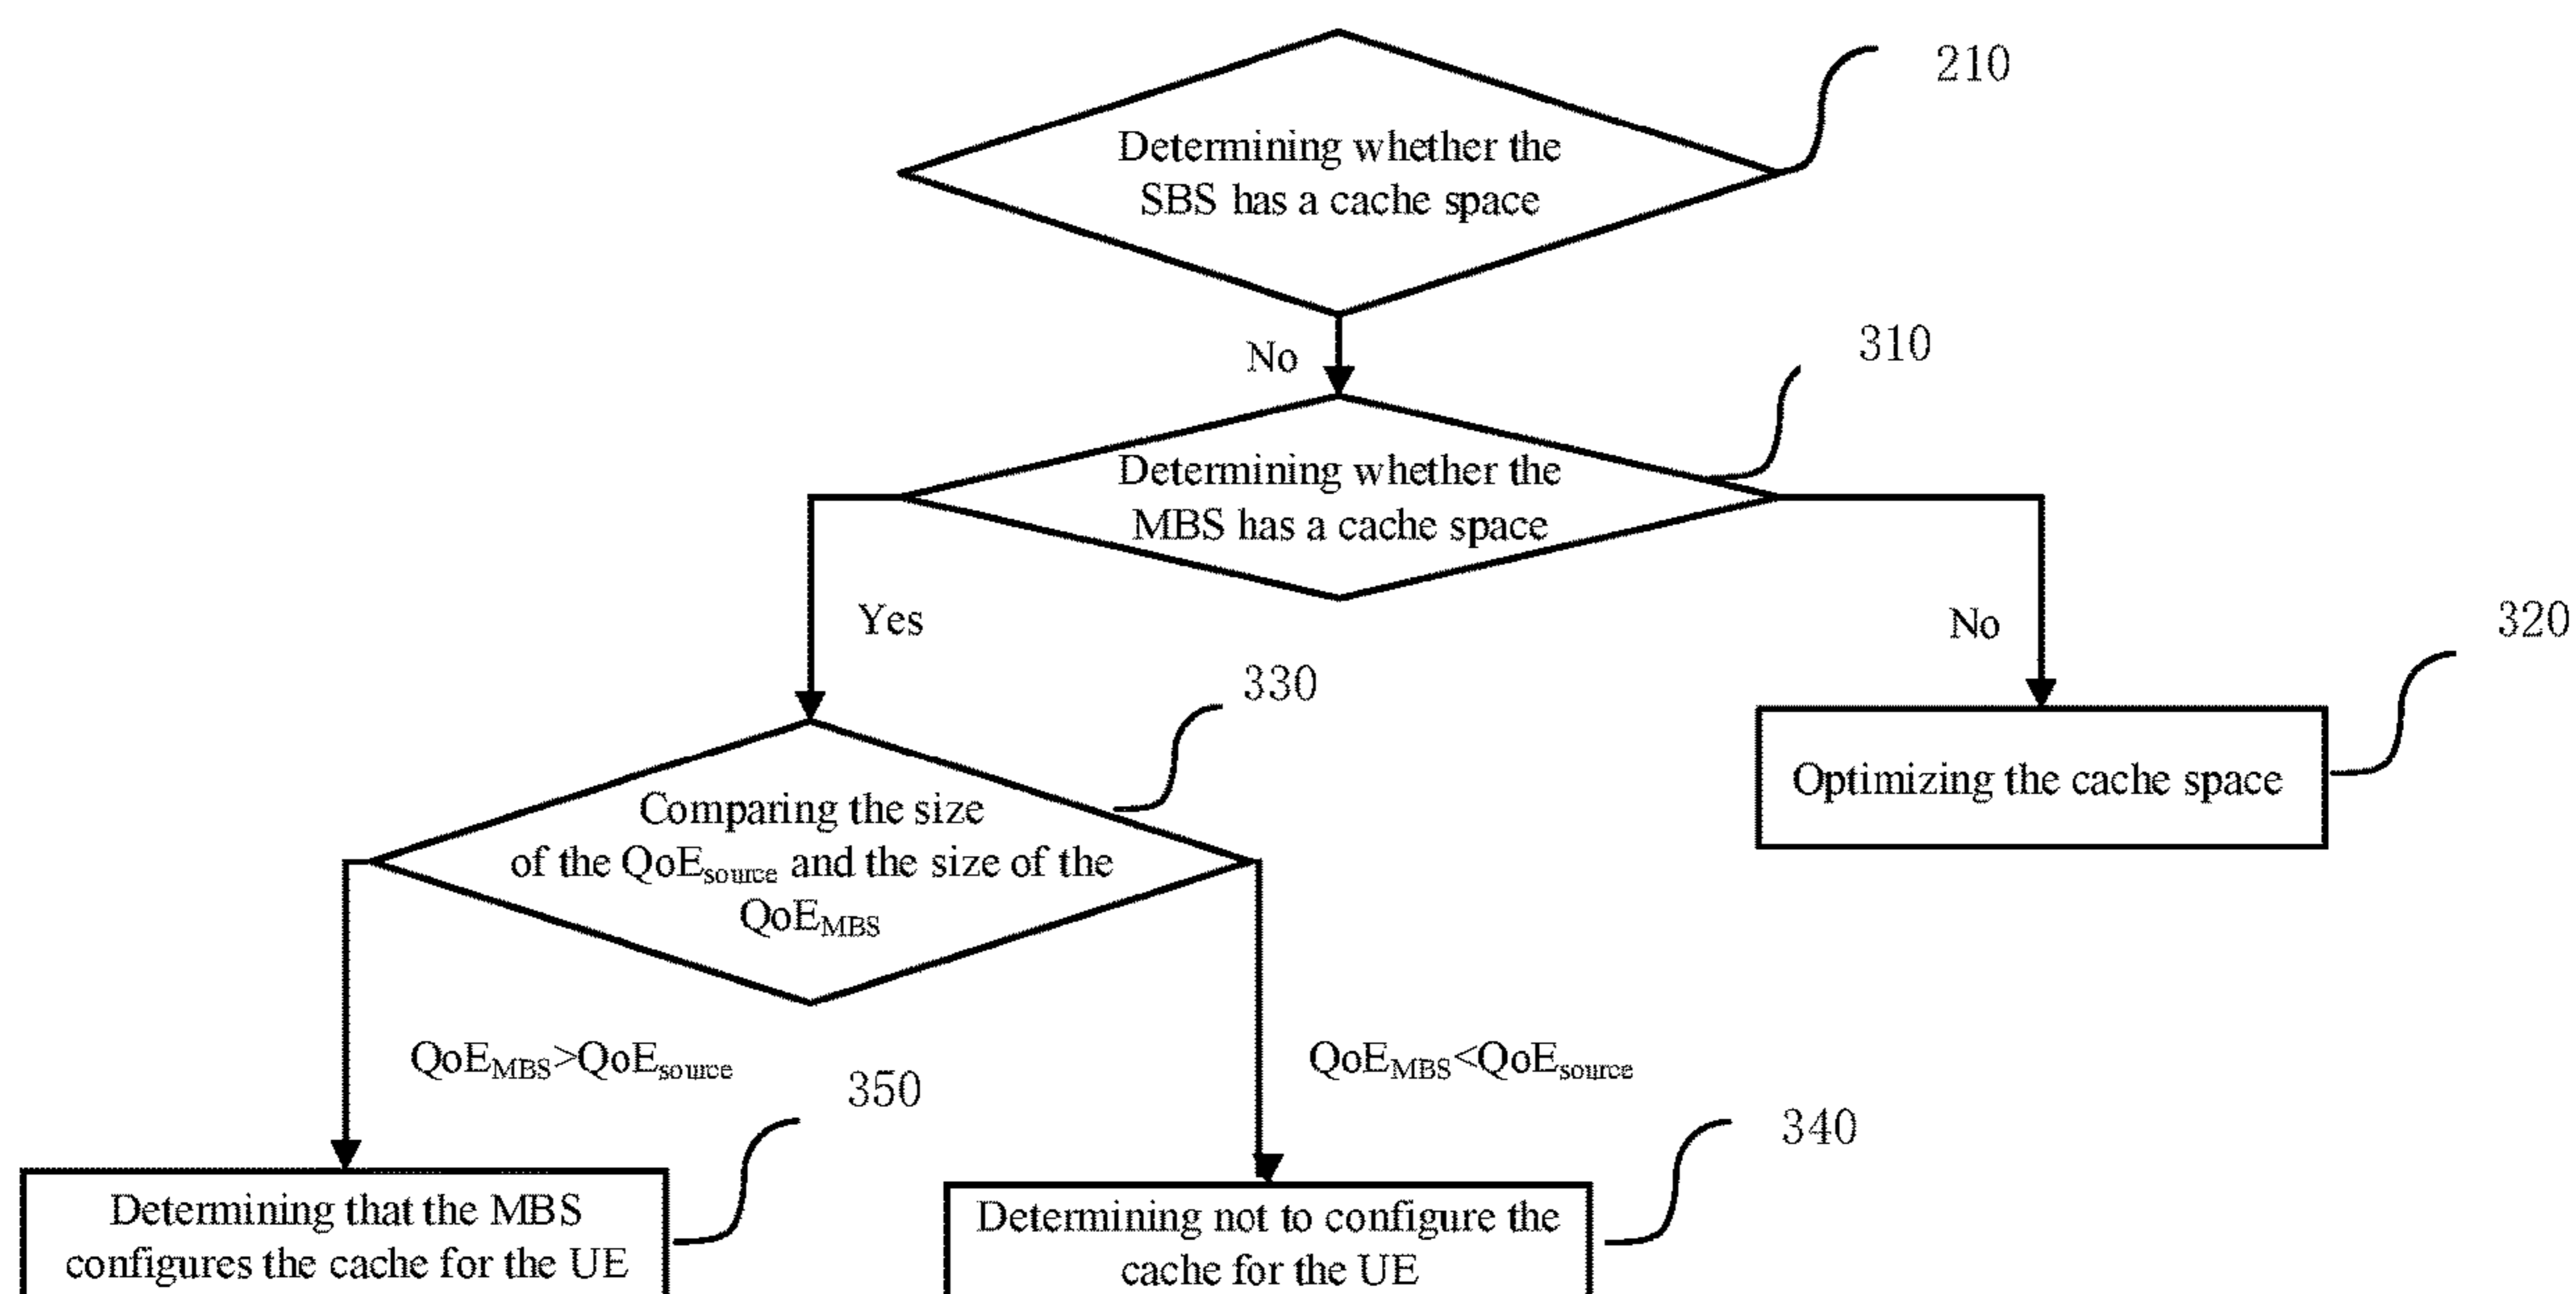 210
Determining whether the
SBS has a cache space
No
310
Determining whether the
MBS has a cache space
Yes
No
320
330
Optimizing the cache space
Comparing the size
of the QoEsource and the size of the
QoEMBS
QoEMBS>QoEsource
QoEMBS<QoEsource
350
340
Determining that the MBS
configures the cache for the UE
Determining not to configure the
cache for the UE